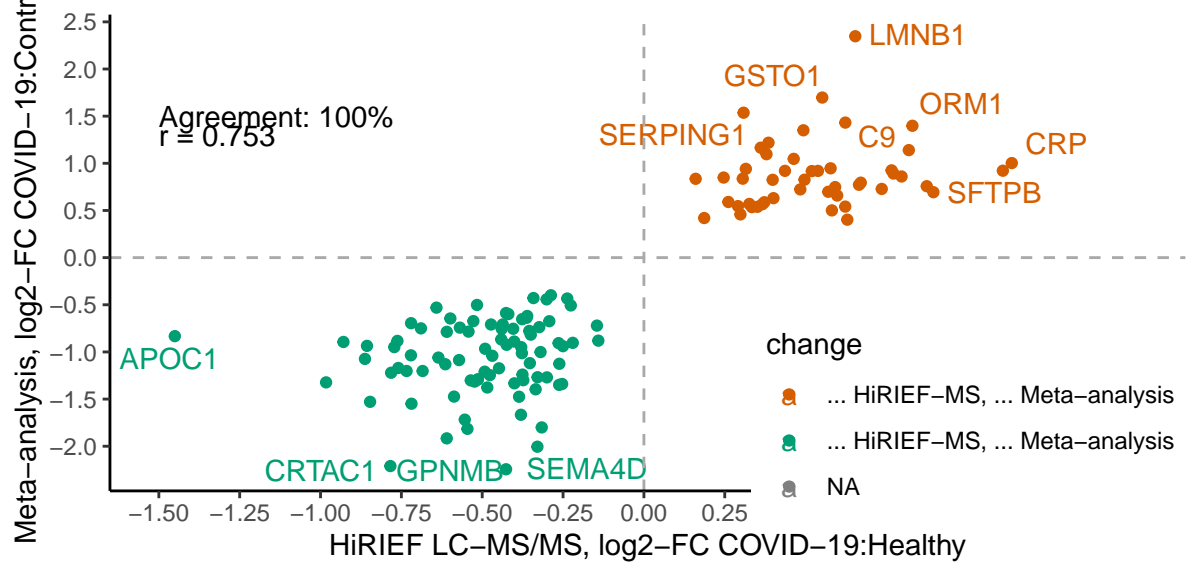 Meta−analysis, log2−FC COVID−19:Contr
2.5
2.0
1.5
1.0
0.5
0.0
−0.5
−1.0
−1.5
−2.0
LMNB1
GSTO1
ORM1
Agreement: 100%
r = 0.753
SERPING1
C9
CRP
SFTPB
APOC1
CRTAC1
GPNMB
SEMA4D
change
a ... HiRIEF−MS, ... Meta−analysis
a ... HiRIEF−MS, ... Meta−analysis
a NA
−1.50 −1.25 −1.00 −0.75 −0.50 −0.25 0.00 0.25
HiRIEF LC−MS/MS, log2−FC COVID−19:Healthy